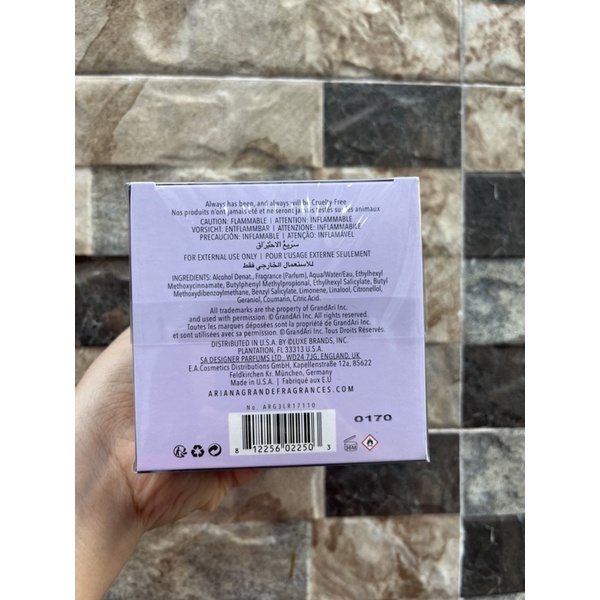 Always has been, and always will be Cruelty Free.
Nos produits n'ont jamais été et ne seront jamais testés sur des animaux
CAUTION: FLAMMABLE | ATTENTION: INFLAMMABLE
VORSICHT: ENTFLAMMBAR | ATENZIONE: INFLAMMABILE
PRECAUCIÓN: INFLAMABLE | ATENÇÃO: INFLAMÁVEL
سريع الاحتراق
FOR EXTERNAL USE ONLY | POUR L'USAGE EXTERNE SEULEMENT
للاستعمال الخارجي فقط
INGREDIENTS: Alcohol Denat., Fragrance (Parfum), Aqua/Water/Eau, Ethylhexyl
Methoxycinnamate, Butylphenyl Methylpropional, Ethylhexyl Salicylate, Butyl
Methoxydibenzoylmethane, Benzyl Salicylate, Limonene, Linalool, Citronellol,
Geraniol, Coumarin, Citric Acid.
All trademarks are the property of GrandAri Inc.
and used with permission. © GrandAri Inc. All rights reserved.
Toutes les marques déposées sont la propriété de GrandAri Inc.
et sont utilisées avec sa permission. © GrandAri Inc. Tous Droits Réservés.
DISTRIBUTED IN U.S.A. BY ©LUXE BRANDS, INC.
PLANTATION, FL 33313 U.S.A.
SA DESIGNER PARFUMS LTD., WD24 7JG, ENGLAND, UK
E.A.Cosmetics Distributions GmbH, Kapellenstraße 12a, 85622
Feldkirchen Kr. München, Germany
Made in U.S.A. | Fabriqué aux E.U
ARIANAGRANDEFRAGRANCES.COM
No. ARG3LR17110
0170
8 12256 02250 3